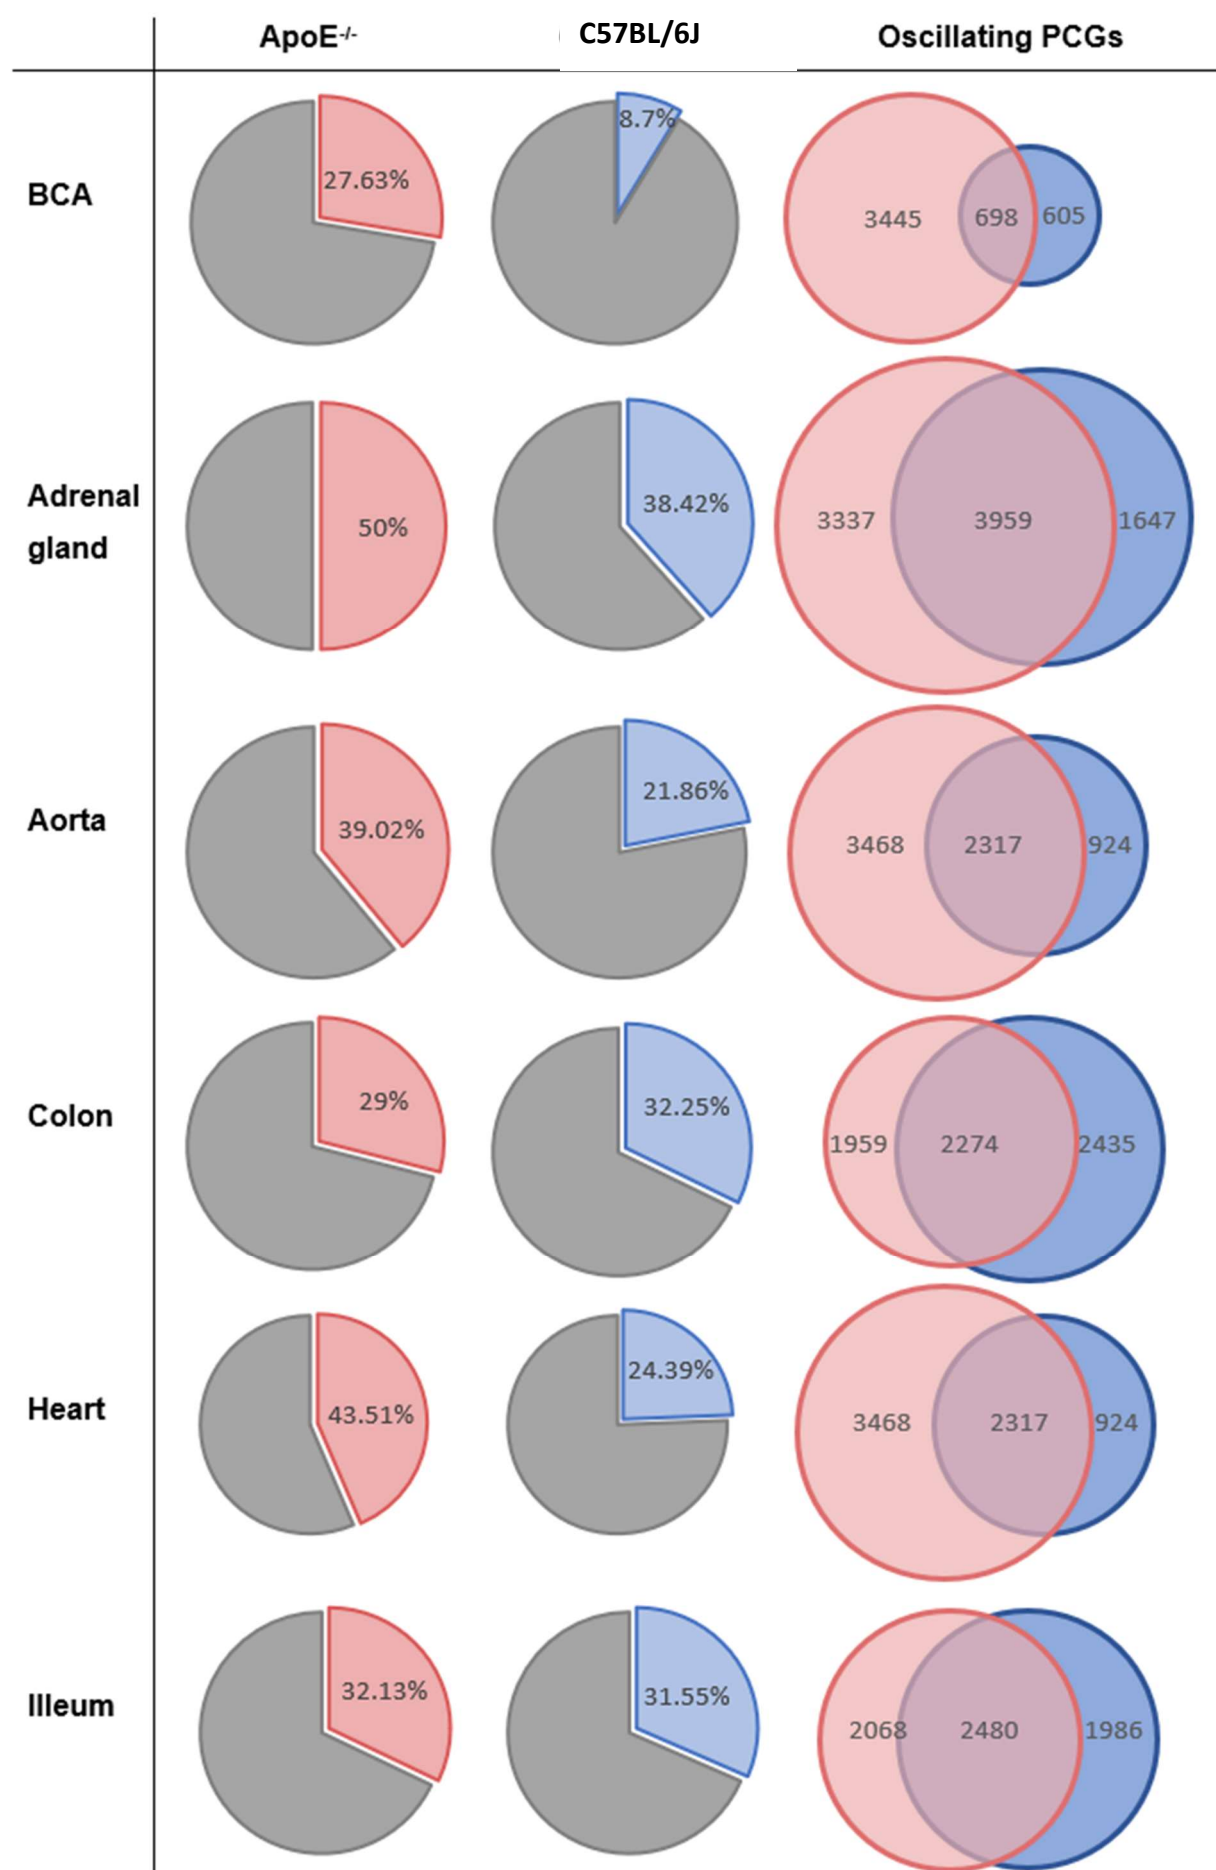 ApoE-/- C57BL/6J Oscillating PCGs
BCA 27.63% 8.7% 3445 698 605
Adrenal
gland 50% 38.42% 3337 3959 1647
Aorta 39.02% 21.86% 3468 2317 924
Colon 29% 32.25% 1959 2274 2435
Heart 43.51% 24.39% 3468 2317 924
Illeum 32.13% 31.55% 2068 2480 1986